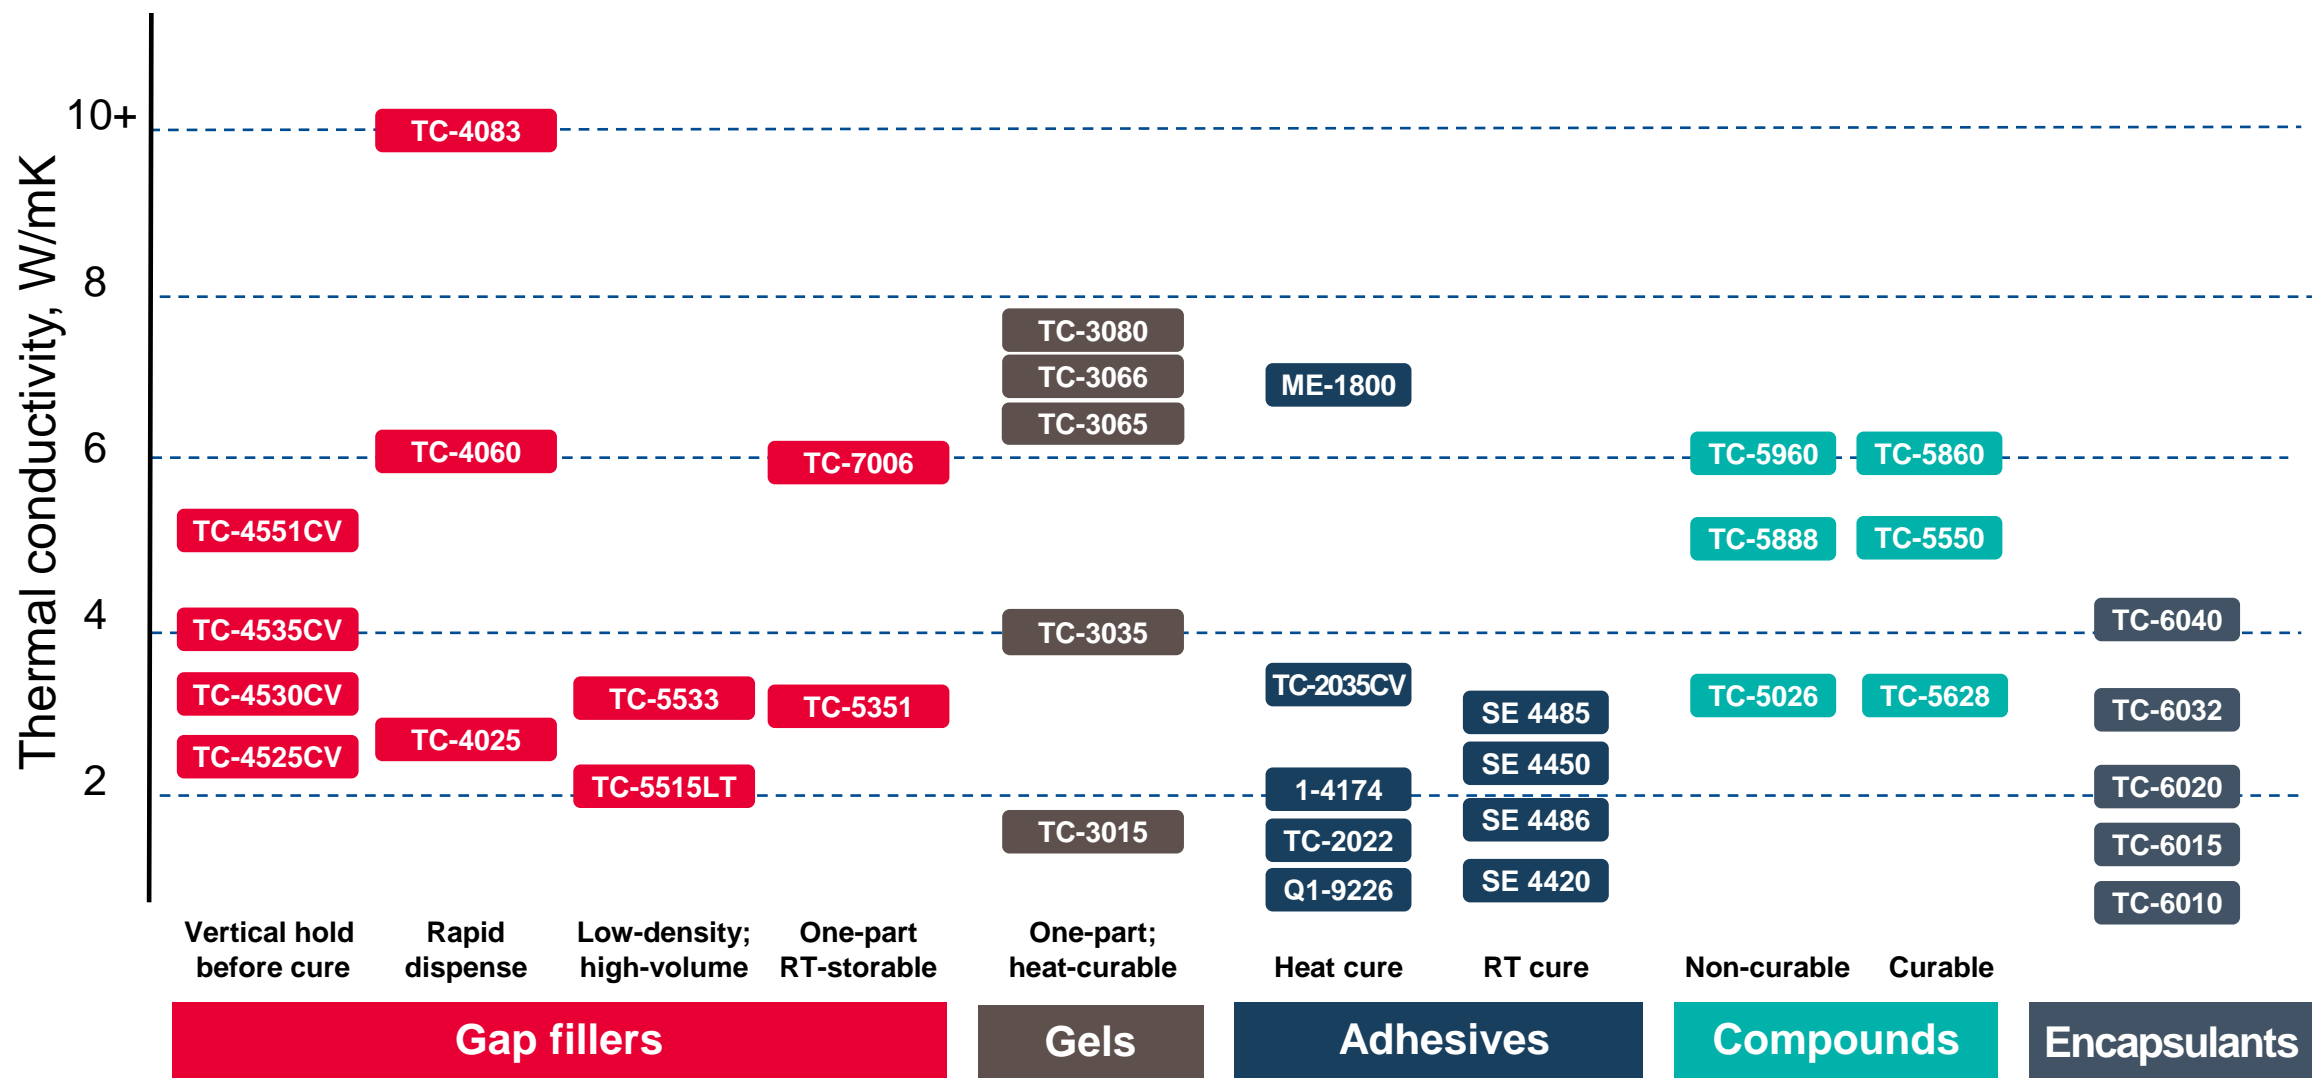 Thermal conductivity, W/mK
10+
8
6
4
2
TC-4083
TC-4060
TC-4025
TC-4551CV
TC-4535CV
TC-4530CV
TC-4525CV
TC-5533
TC-5515LT
TC-7006
TC-5351
TC-3080
TC-3066
TC-3065
TC-3035
TC-3015
ME-1800
TC-2035CV
1-4174
TC-2022
Q1-9226
SE 4485
SE 4450
SE 4486
SE 4420
TC-5960
TC-5888
TC-5026
TC-5860
TC-5550
TC-5628
TC-6040
TC-6032
TC-6020
TC-6015
TC-6010
Vertical hold
before cure
Rapid
dispense
Low-density;
high-volume
One-part
RT-storable
One-part;
heat-curable
Heat cure
RT cure
Non-curable
Curable
Gap fillers
Gels
Adhesives
Compounds
Encapsulants